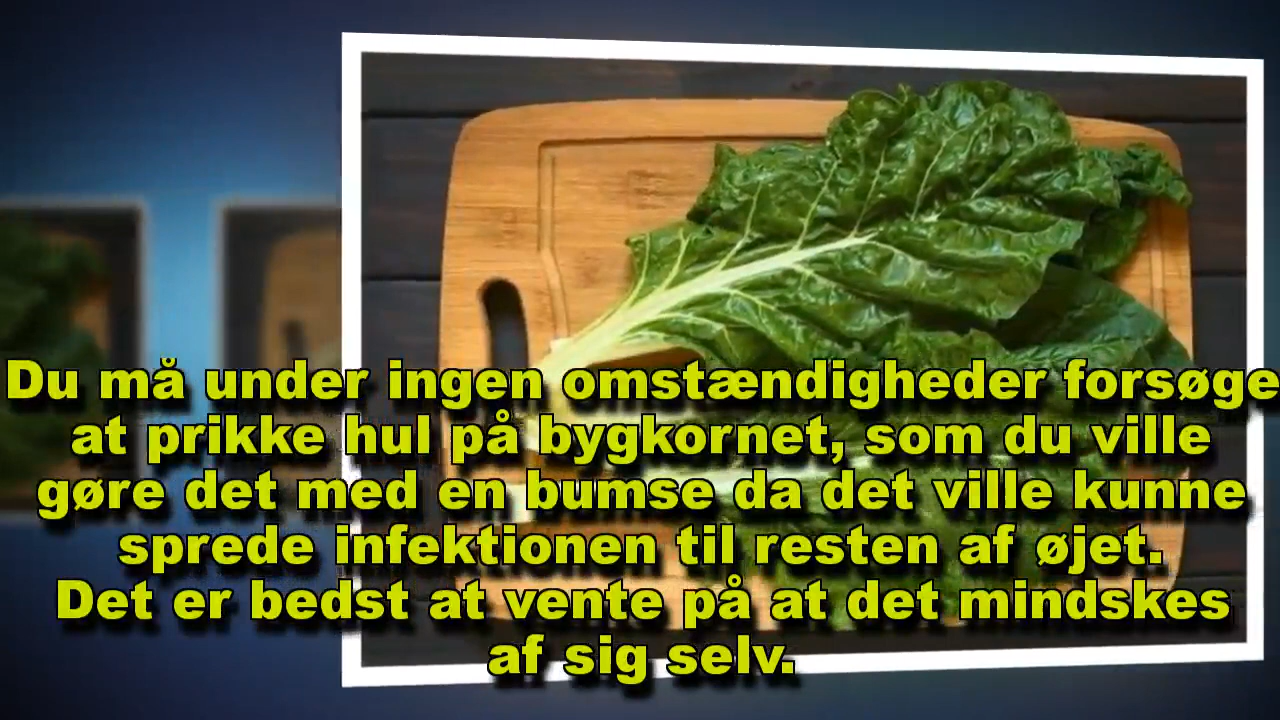 Du må under ingen omstændigheder forsøge
at prikke hul på bygkornet, som du ville
gøre det med en bumse da det ville kunne
sprede infektionen til resten af øjet.
Det er bedst at vente på at det mindskes
af sig selv.